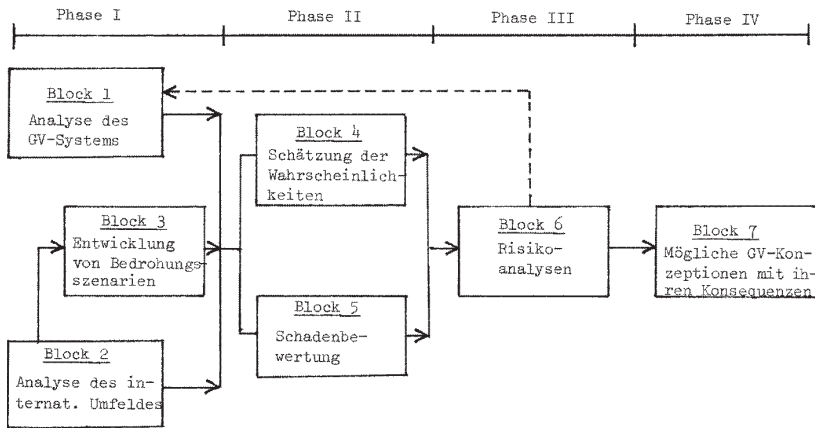 Phase I
Phase II
Phase III
Phase IV
Block 1
Analyse des
GV-Systems
Block 3
Entwicklung
von Bedrohungs-
szenarien
Block 2
Analyse des in-
ternat. Umfeldes
Block 4
Schätzung der
Wahrscheinlich-
keiten
Block 5
Schadenbe-
wertung
Block 6
Risiko-
analysen
Block 7
Mögliche GV-Kon-
zeptionen mit ih-
ren Konsequenzen